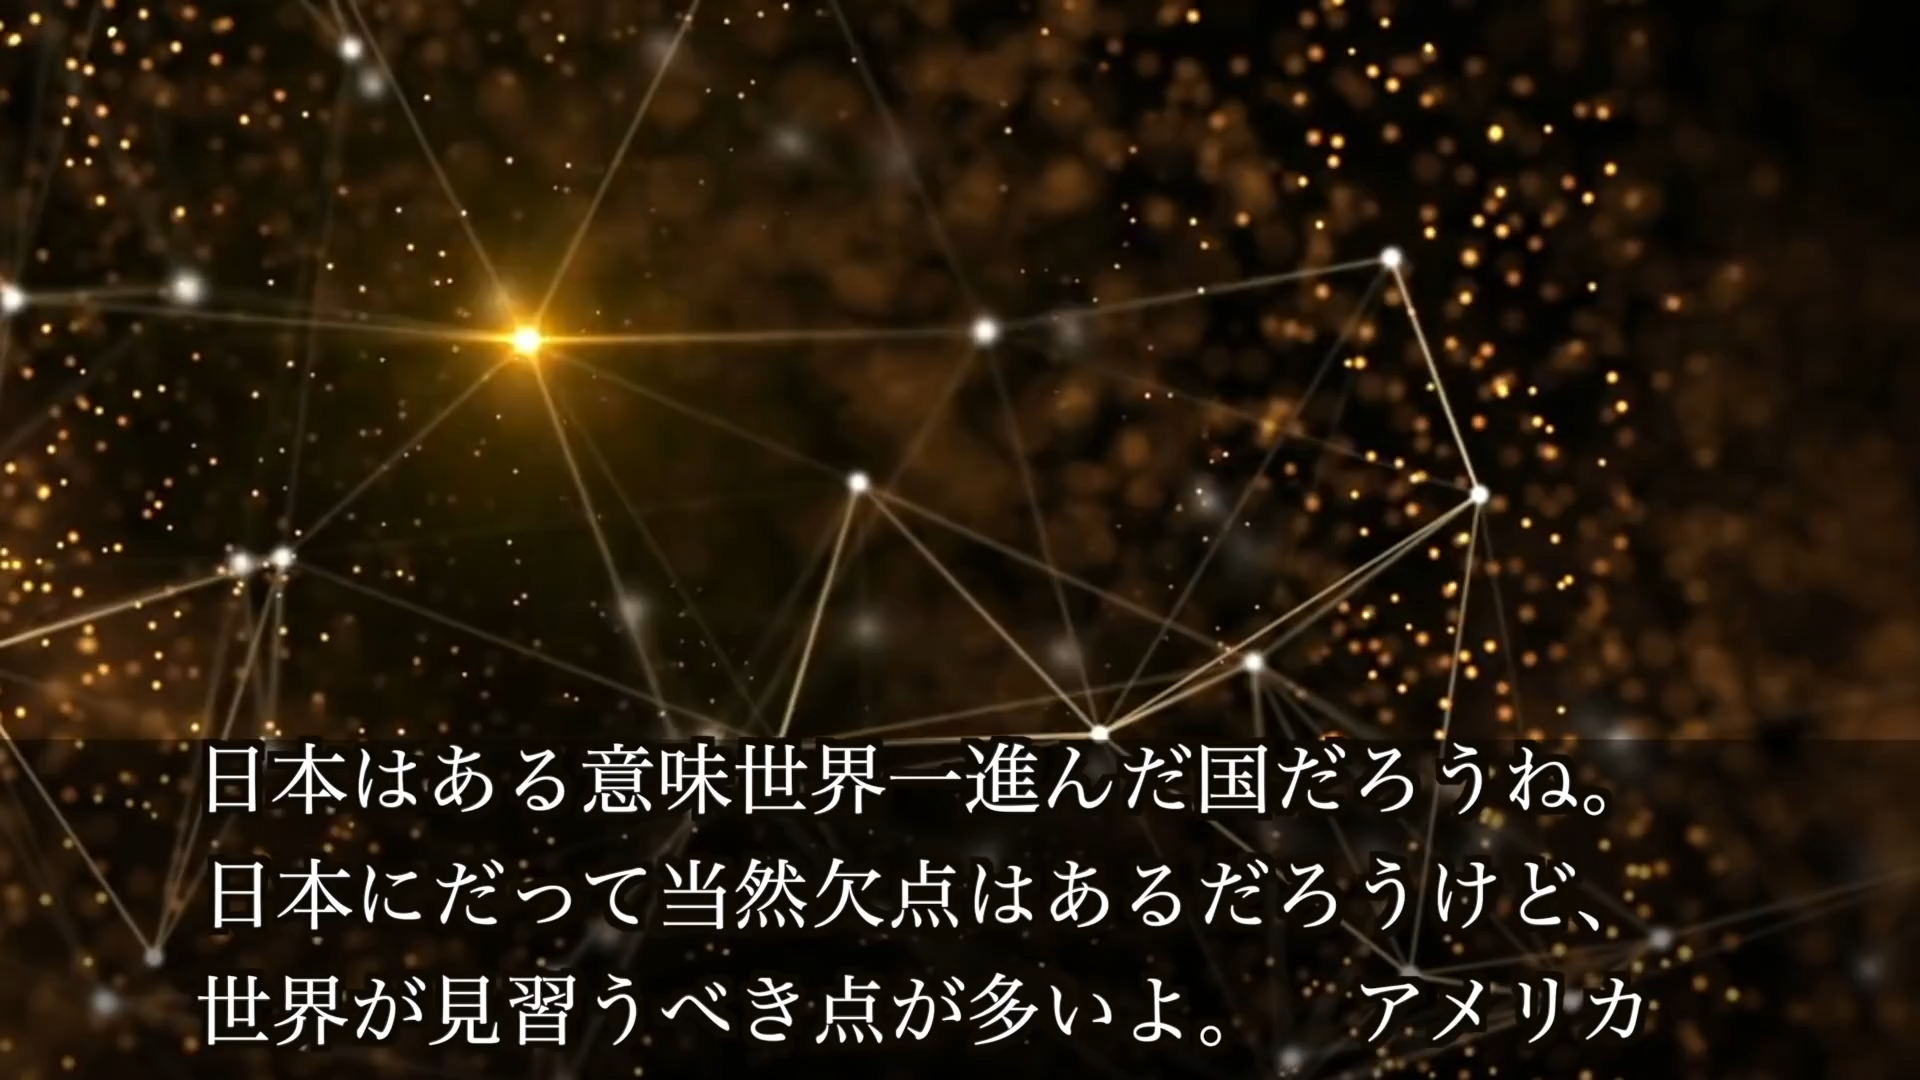 日本はある意味世界一進んだ国だろうね。
日本にだって当然欠点はあるだろうけど、
世界が見習うべき点が多いよ。　アメリカ